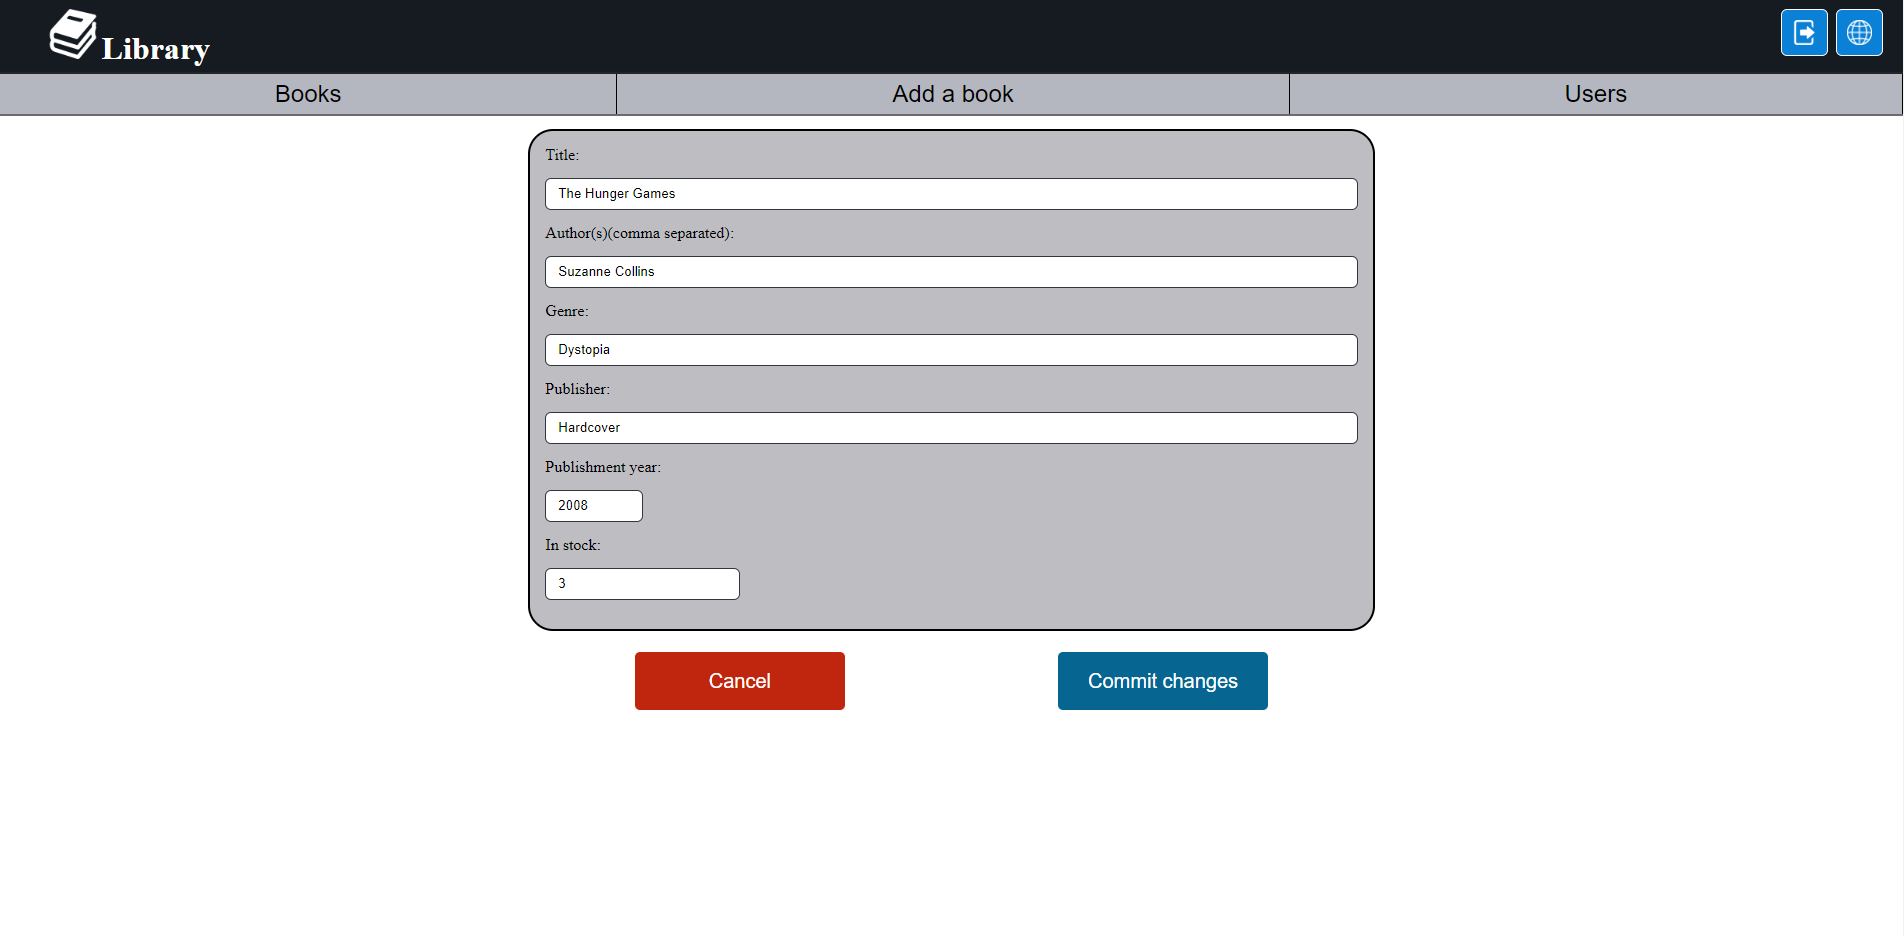 Library
Books Add a book Users
Title:
The Hunger Games
Author(s)(comma separated):
Suzanne Collins
Genre:
Dystopia
Publisher:
Hardcover
Publishment year:
2008
In stock:
3
Cancel Commit changes